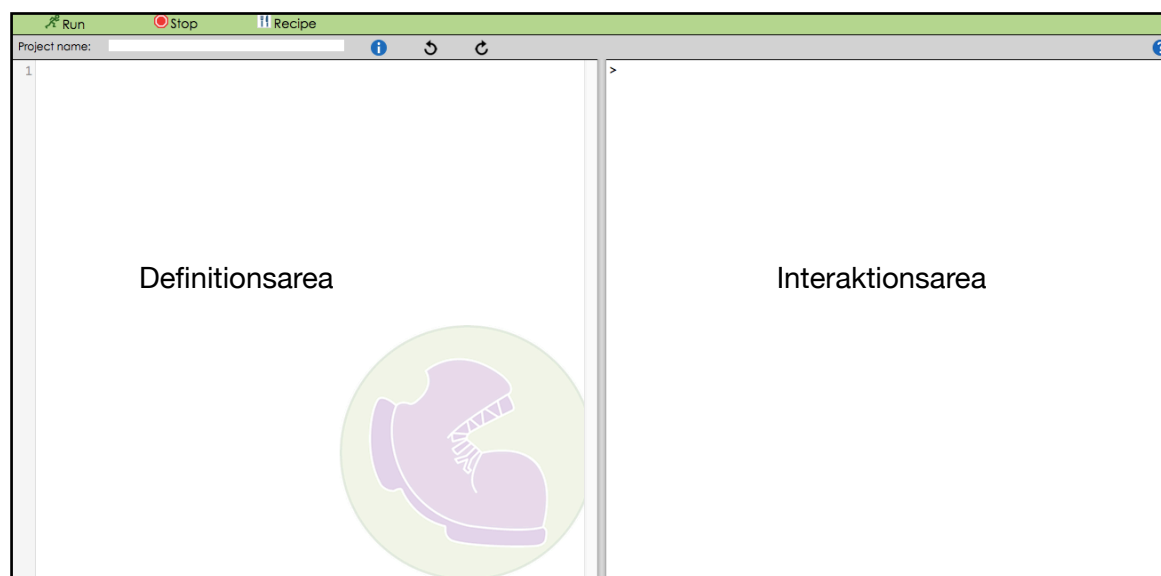 Run Stop Recipe
Project name:
1
>
Definitionsarea Interaktionsarea